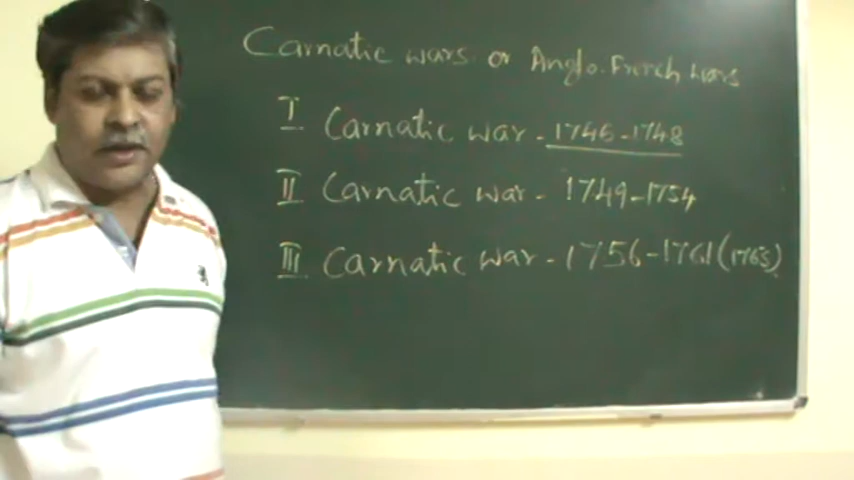 Carnatic wars or Anglo-French wars
I Carnatic war - 1746-1748
II Carnatic war - 1749-1754
III Carnatic war - 1756-1761 (1763)